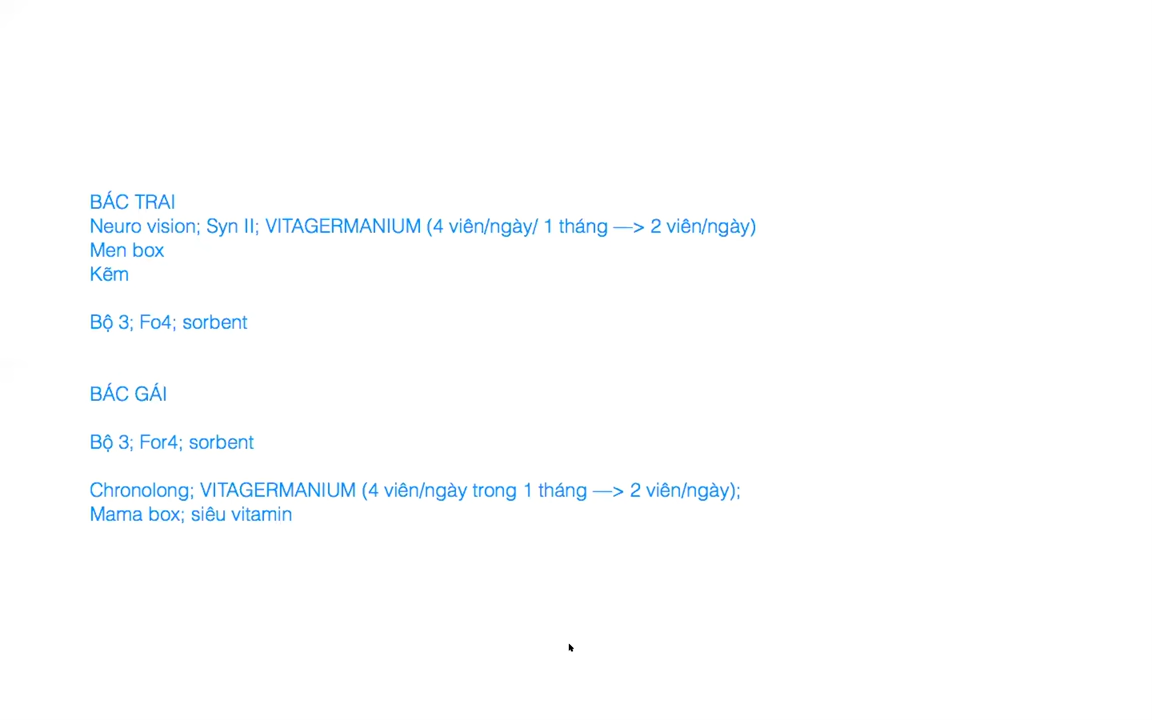 BÁC TRAI
Neuro vision; Syn II; VITAGERMANIUM (4 viên/ngày/ 1 tháng —> 2 viên/ngày)
Men box
Kẽm
Bộ 3; Fo4; sorbent
BÁC GÁI
Bộ 3; For4; sorbent
Chronolong; VITAGERMANIUM (4 viên/ngày trong 1 tháng —> 2 viên/ngày);
Mama box; siêu vitamin